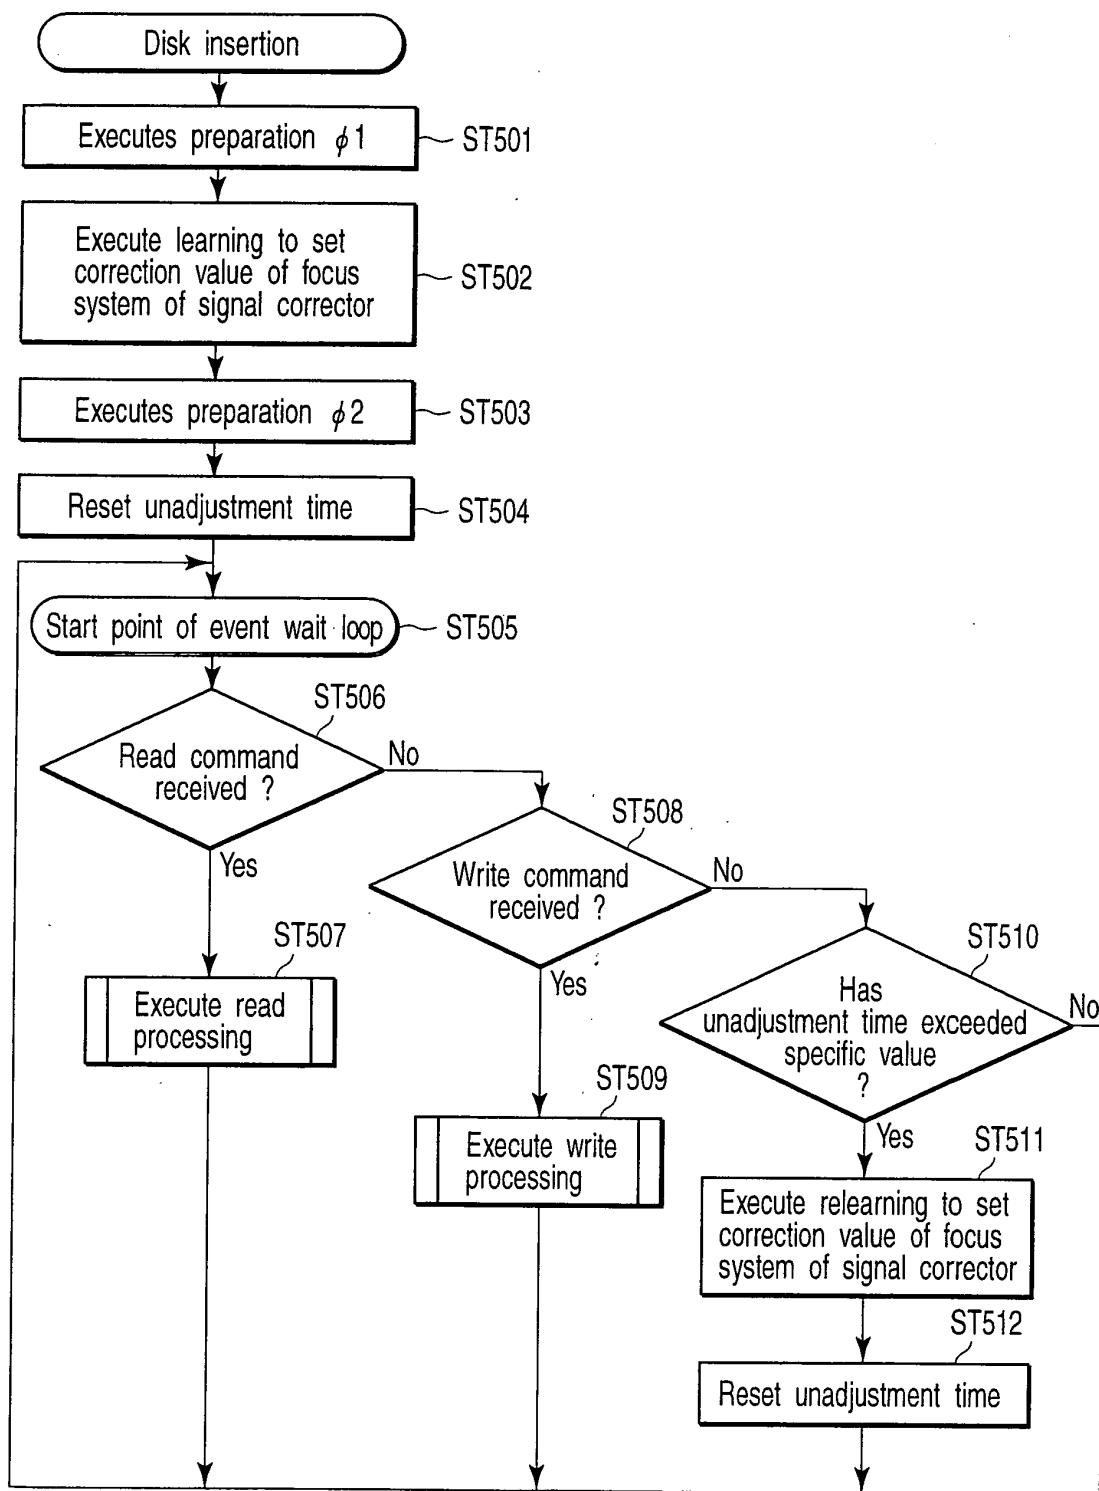 Disk insertion
Executes preparation ϕ1
ST501
Execute learning to set
correction value of focus
system of signal corrector
ST502
Executes preparation ϕ2
ST503
Reset unadjustment time
ST504
Start point of event wait loop
ST505
ST506
Read command
received ?
No
Yes
ST508
Write command
received ?
No
Yes
ST507
Execute read
processing
ST510
Has
unadjustment time exceeded
specific value
?
No
Yes
ST509
Execute write
processing
ST511
Execute relearning to set
correction value of focus
system of signal corrector
ST512
Reset unadjustment time